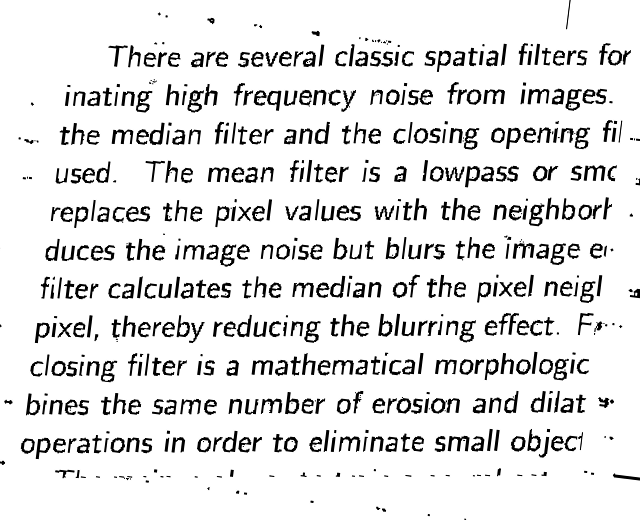 There are several classic spatial filters for
inating high frequency noise from images.
the median filter and the closing opening fil
used. The mean filter is a lowpass or smo
replaces the pixel values with the neighborh
duces the image noise but blurs the image e
filter calculates the median of the pixel neigl
pixel, thereby reducing the blurring effect. F
closing filter is a mathematical morphologic
bines the same number of erosion and dilat
operations in order to eliminate small object